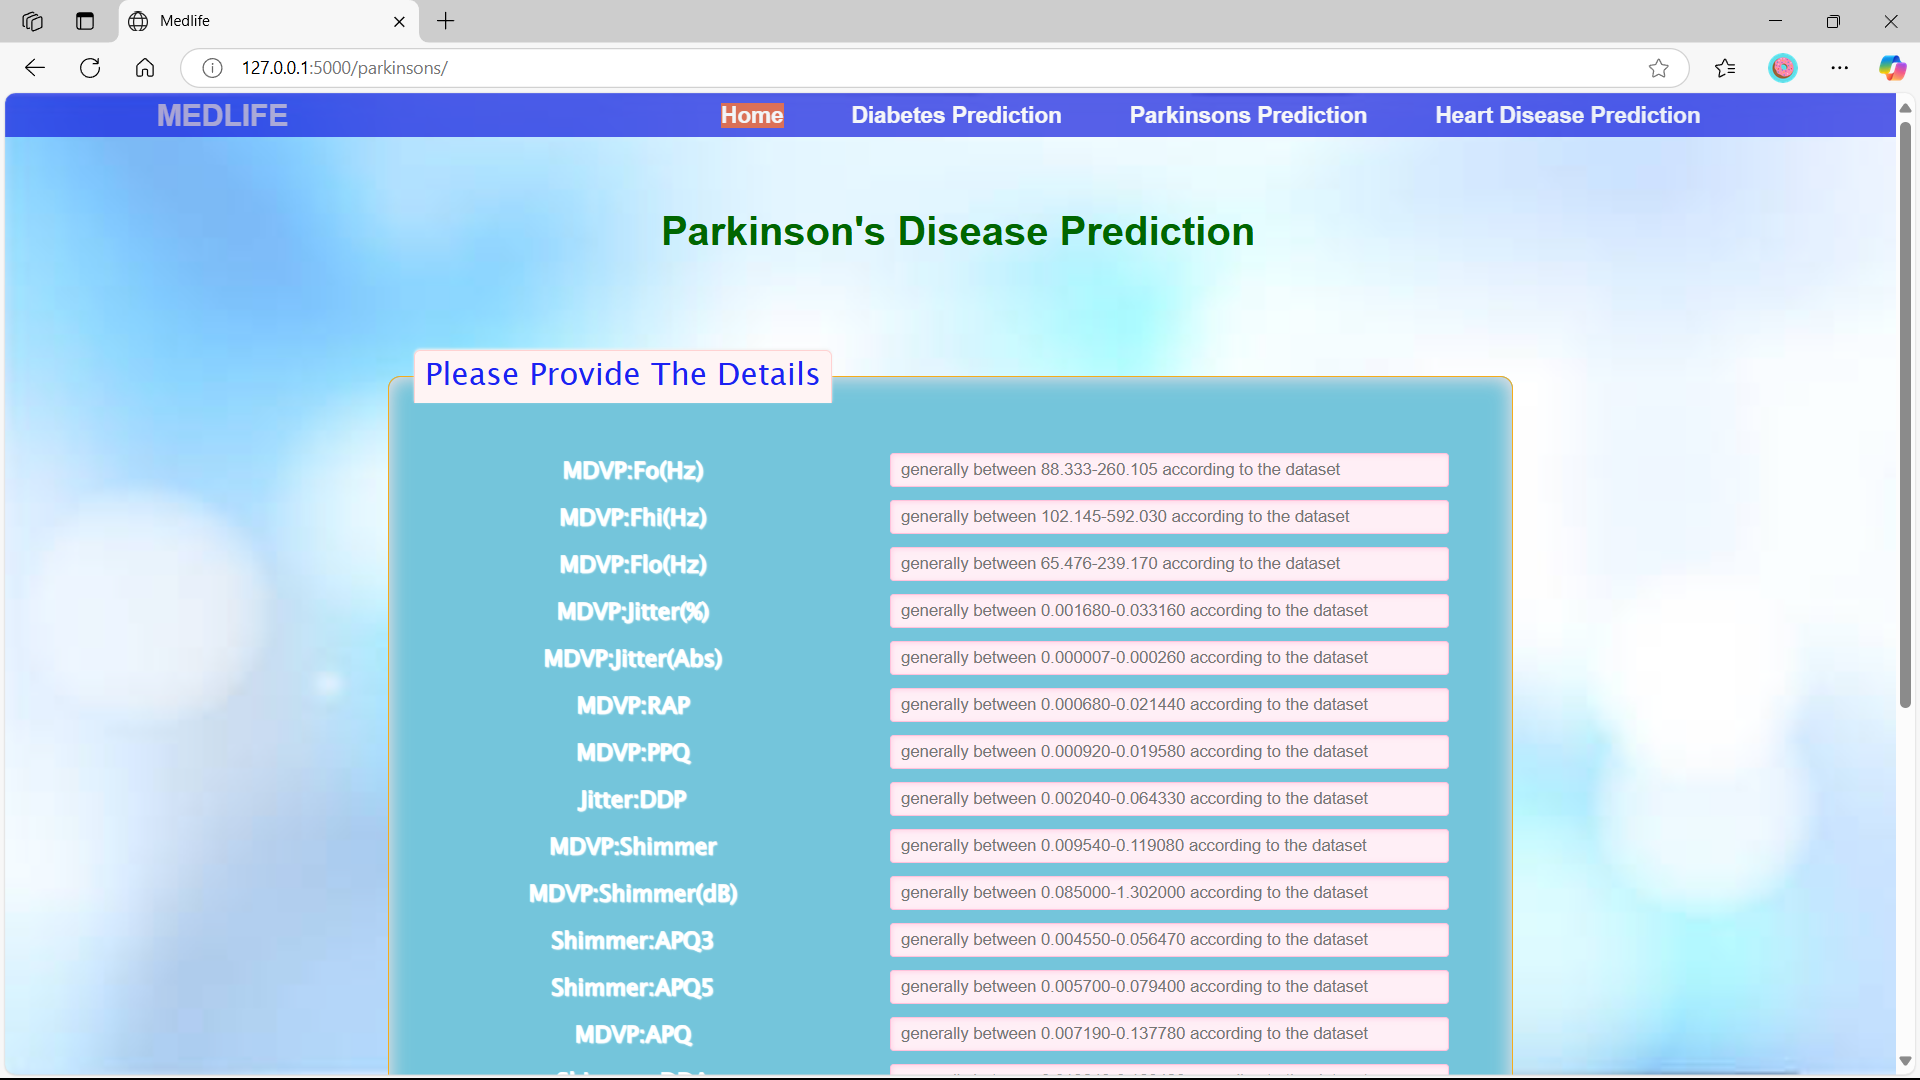 Medlife
127.0.0.1:5000/parkinsons/
MEDLIFE Home Diabetes Prediction Parkinsons Prediction Heart Disease Prediction
Parkinson's Disease Prediction
Please Provide The Details
MDVP:Fo(Hz) generally between 88.333-260.105 according to the dataset
MDVP:Fhi(Hz) generally between 102.145-592.030 according to the dataset
MDVP:Flo(Hz) generally between 65.476-239.170 according to the dataset
MDVP:Jitter(%) generally between 0.001680-0.033160 according to the dataset
MDVP:Jitter(Abs) generally between 0.000007-0.000260 according to the dataset
MDVP:RAP generally between 0.000680-0.021440 according to the dataset
MDVP:PPQ generally between 0.000920-0.019580 according to the dataset
Jitter:DDP generally between 0.002040-0.064330 according to the dataset
MDVP:Shimmer generally between 0.009540-0.119080 according to the dataset
MDVP:Shimmer(dB) generally between 0.085000-1.302000 according to the dataset
Shimmer:APQ3 generally between 0.004550-0.056470 according to the dataset
Shimmer:APQ5 generally between 0.005700-0.079400 according to the dataset
MDVP:APQ generally between 0.007190-0.137780 according to the dataset